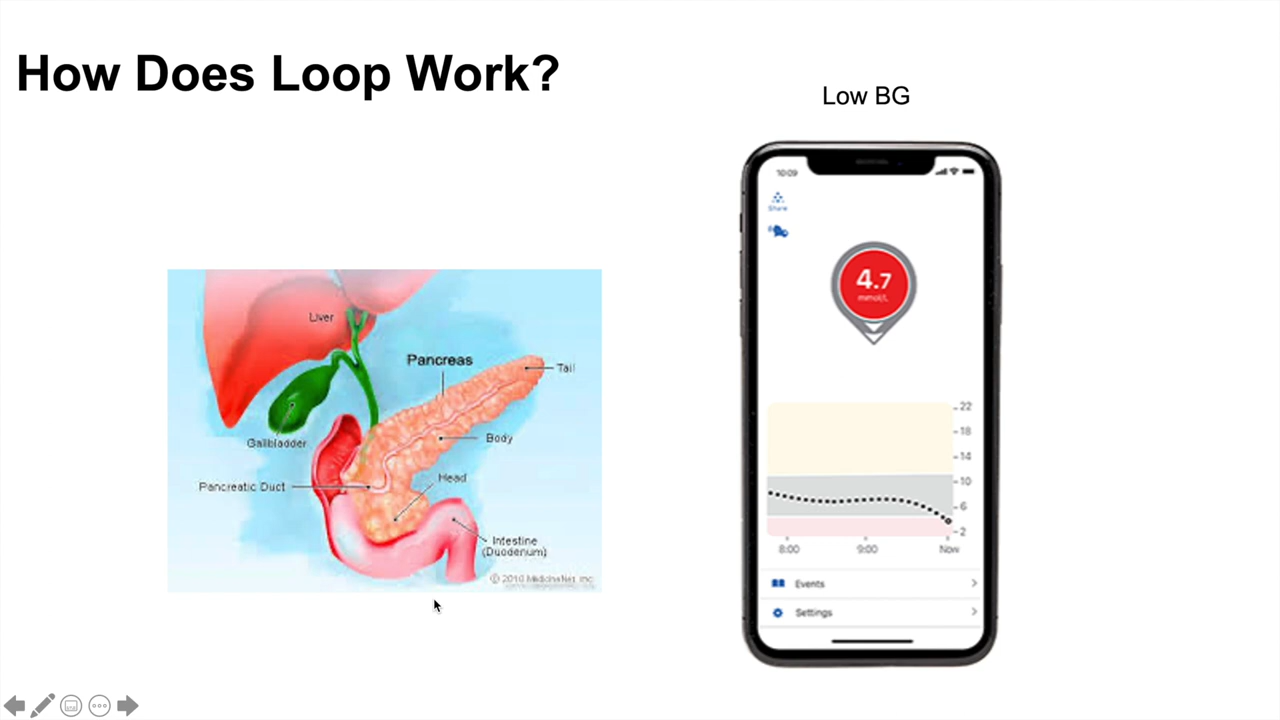 How Does Loop Work?
Low BG
Liver
Pancreas
Tail
Gallbladder
Body
Pancreatic Duct
Head
Intestine
(Duodenum)
© 2010 MedicineNet, Inc.
10:09
Share
4.7
mmol/L
22
18
14
10
6
2
8:00
9:00
Now
Events
Settings